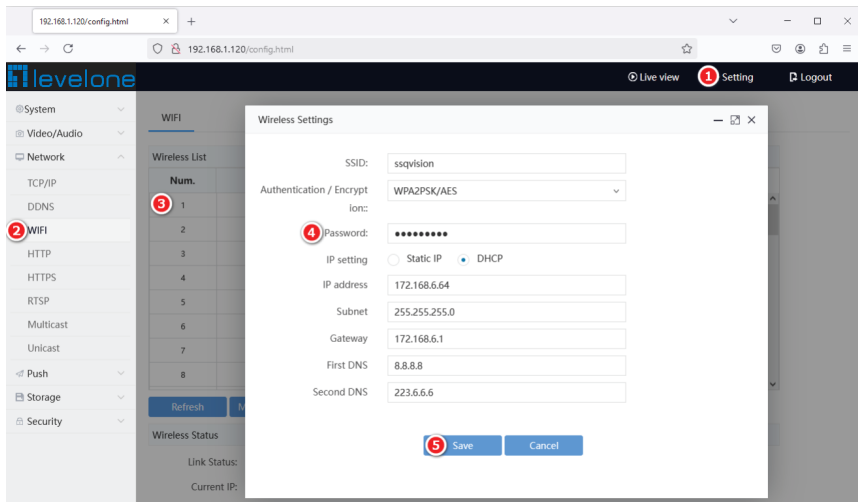 192.168.1.120/config.html
192.168.1.120/config.html
levelone
Live view
1 Setting
Logout
System
Video/Audio
Network
TCP/IP
DDNS
2 WIFI
HTTP
HTTPS
RTSP
Multicast
Unicast
Push
Storage
Security
WIFI
Wireless List
Num.
3 1
2
3
4
5
6
7
8
Refresh
M
Wireless Status
Link Status:
Current IP:
Wireless Settings
SSID: ssqvision
Authentication / Encrypt WPA2PSK/AES
ion::
4 Password: •••••••••
IP setting Static IP DHCP
IP address 172.168.6.64
Subnet 255.255.255.0
Gateway 172.168.6.1
First DNS 8.8.8.8
Second DNS 223.6.6.6
5 Save Cancel